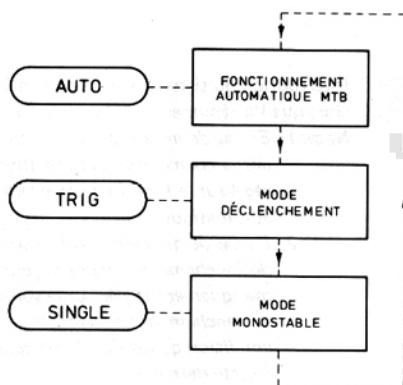 AUTO
FONCTIONNEMENT
AUTOMATIQUE MTB
TRIG
MODE
DÉCLENCHEMENT
SINGLE
MODE
MONOSTABLE